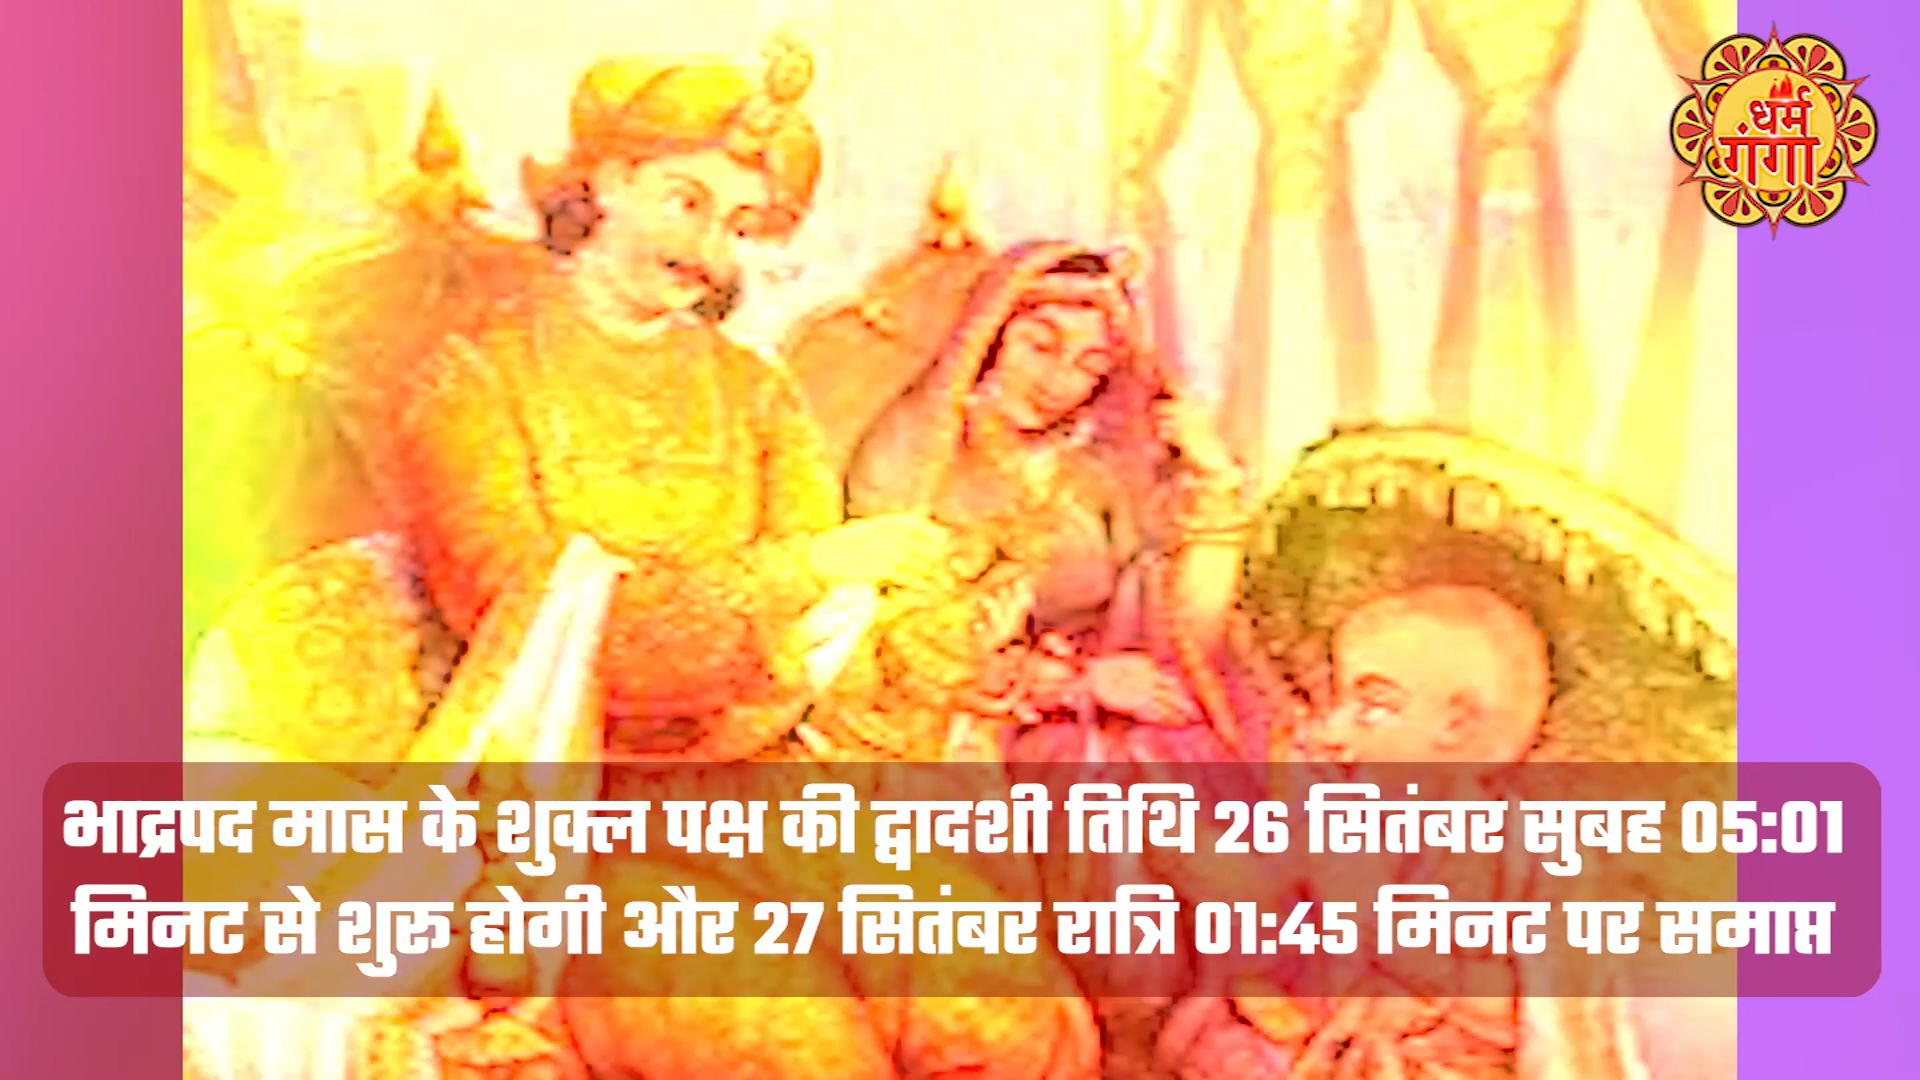 धर्म
गंगा
भाद्रपद मास के शुक्ल पक्ष की द्वादशी तिथि 26 सितंबर सुबह 05:01
मिनट से शुरु होगी और 27 सितंबर रात्रि 01:45 मिनट पर समाप्त